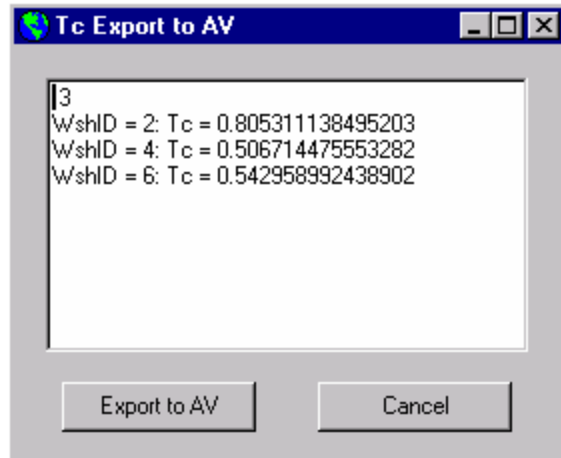 Tc Export to AV
3
WshID = 2: Tc = 0.805311138495203
WshID = 4: Tc = 0.506714475553282
WshID = 6: Tc = 0.542958992438902
Export to AV
Cancel